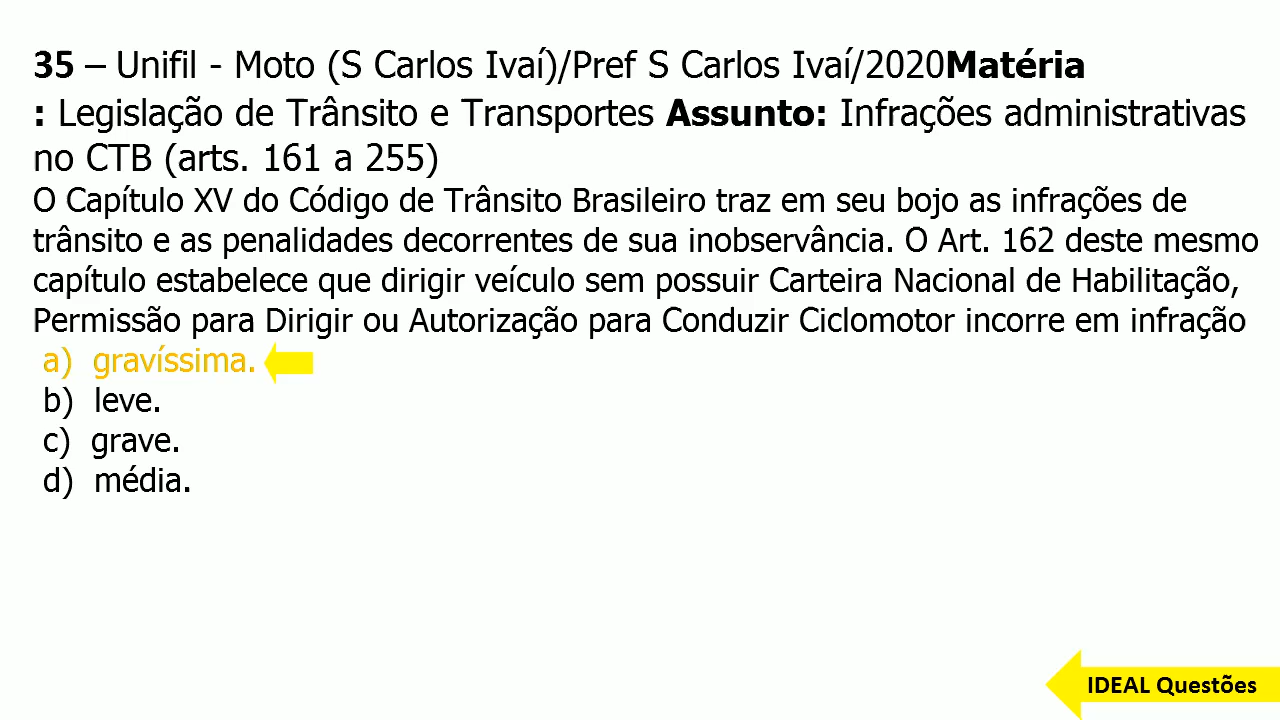 35 – Unifil - Moto (S Carlos Ivaí)/Pref S Carlos Ivaí/2020Matéria
: Legislação de Trânsito e Transportes Assunto: Infrações administrativas
no CTB (arts. 161 a 255)
O Capítulo XV do Código de Trânsito Brasileiro traz em seu bojo as infrações de
trânsito e as penalidades decorrentes de sua inobservância. O Art. 162 deste mesmo
capítulo estabelece que dirigir veículo sem possuir Carteira Nacional de Habilitação,
Permissão para Dirigir ou Autorização para Conduzir Ciclomotor incorre em infração
a) gravíssima.
b) leve.
c) grave.
d) média.
IDEAL Questões